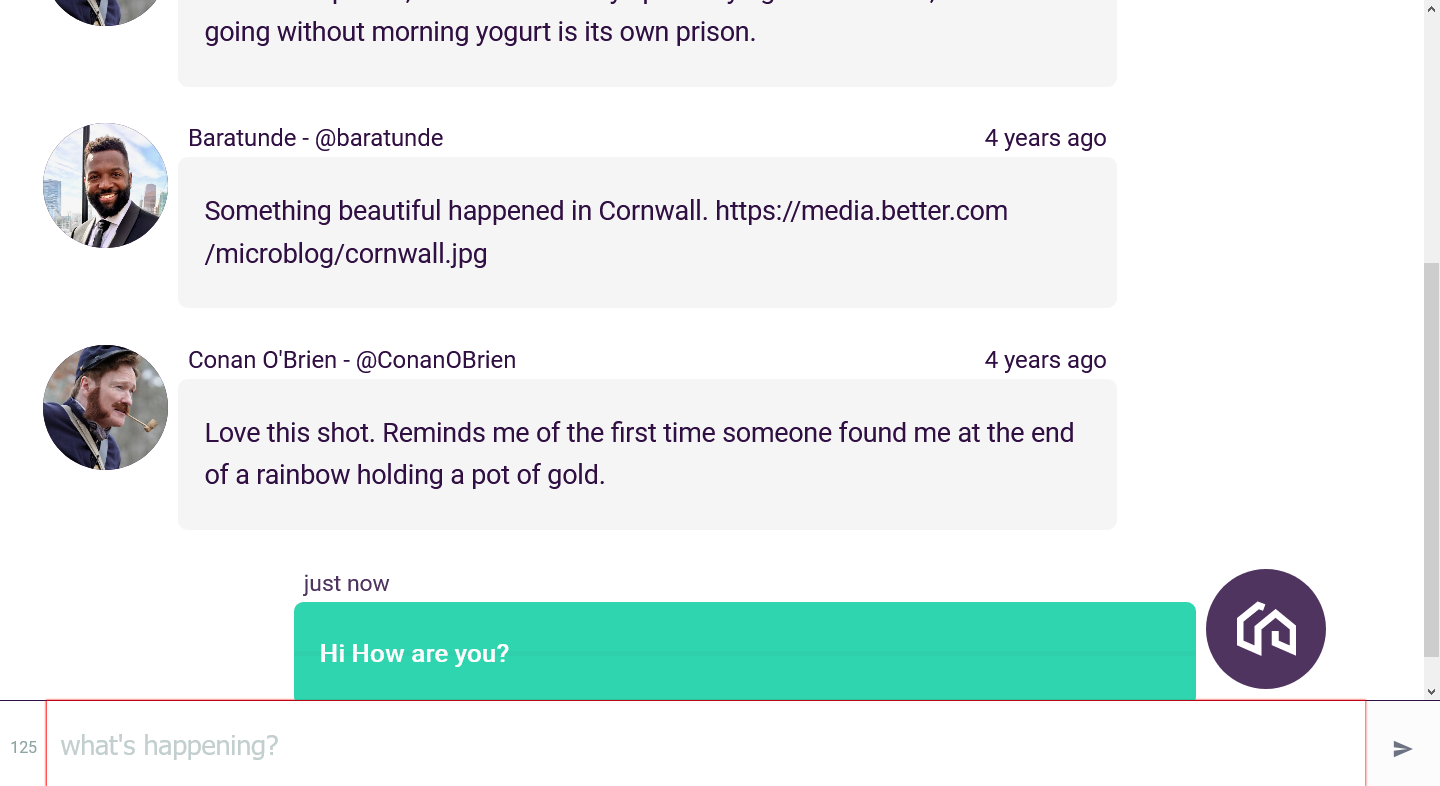 going without morning yogurt is its own prison.
Baratunde - @baratunde
4 years ago
Something beautiful happened in Cornwall. https://media.better.com
/microblog/cornwall.jpg
Conan O'Brien - @ConanOBrien
4 years ago
Love this shot. Reminds me of the first time someone found me at the end
of a rainbow holding a pot of gold.
just now
Hi How are you?
125
what's happening?